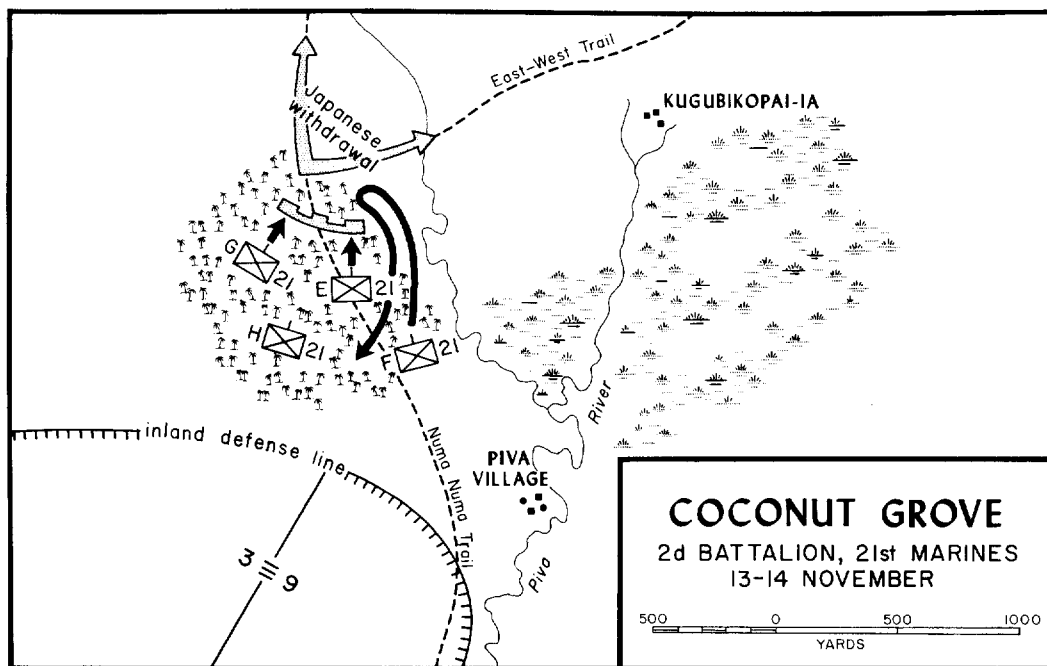 East-West Trail
Japanese
withdrawal
KUGUBIKOPAI-IA
G
21
E
21
H
21
F
21
inland defense line
Numa Numa Trail
PIVA
VILLAGE
River
Piva
3
9
COCONUT GROVE
2d BATTALION, 21st MARINES
13-14 NOVEMBER
500 0 500 1000
YARDS